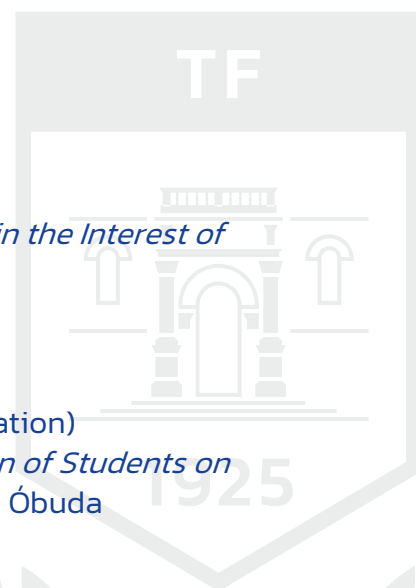 TF
in the Interest of
ation)
n of Students on
1925
Óbuda